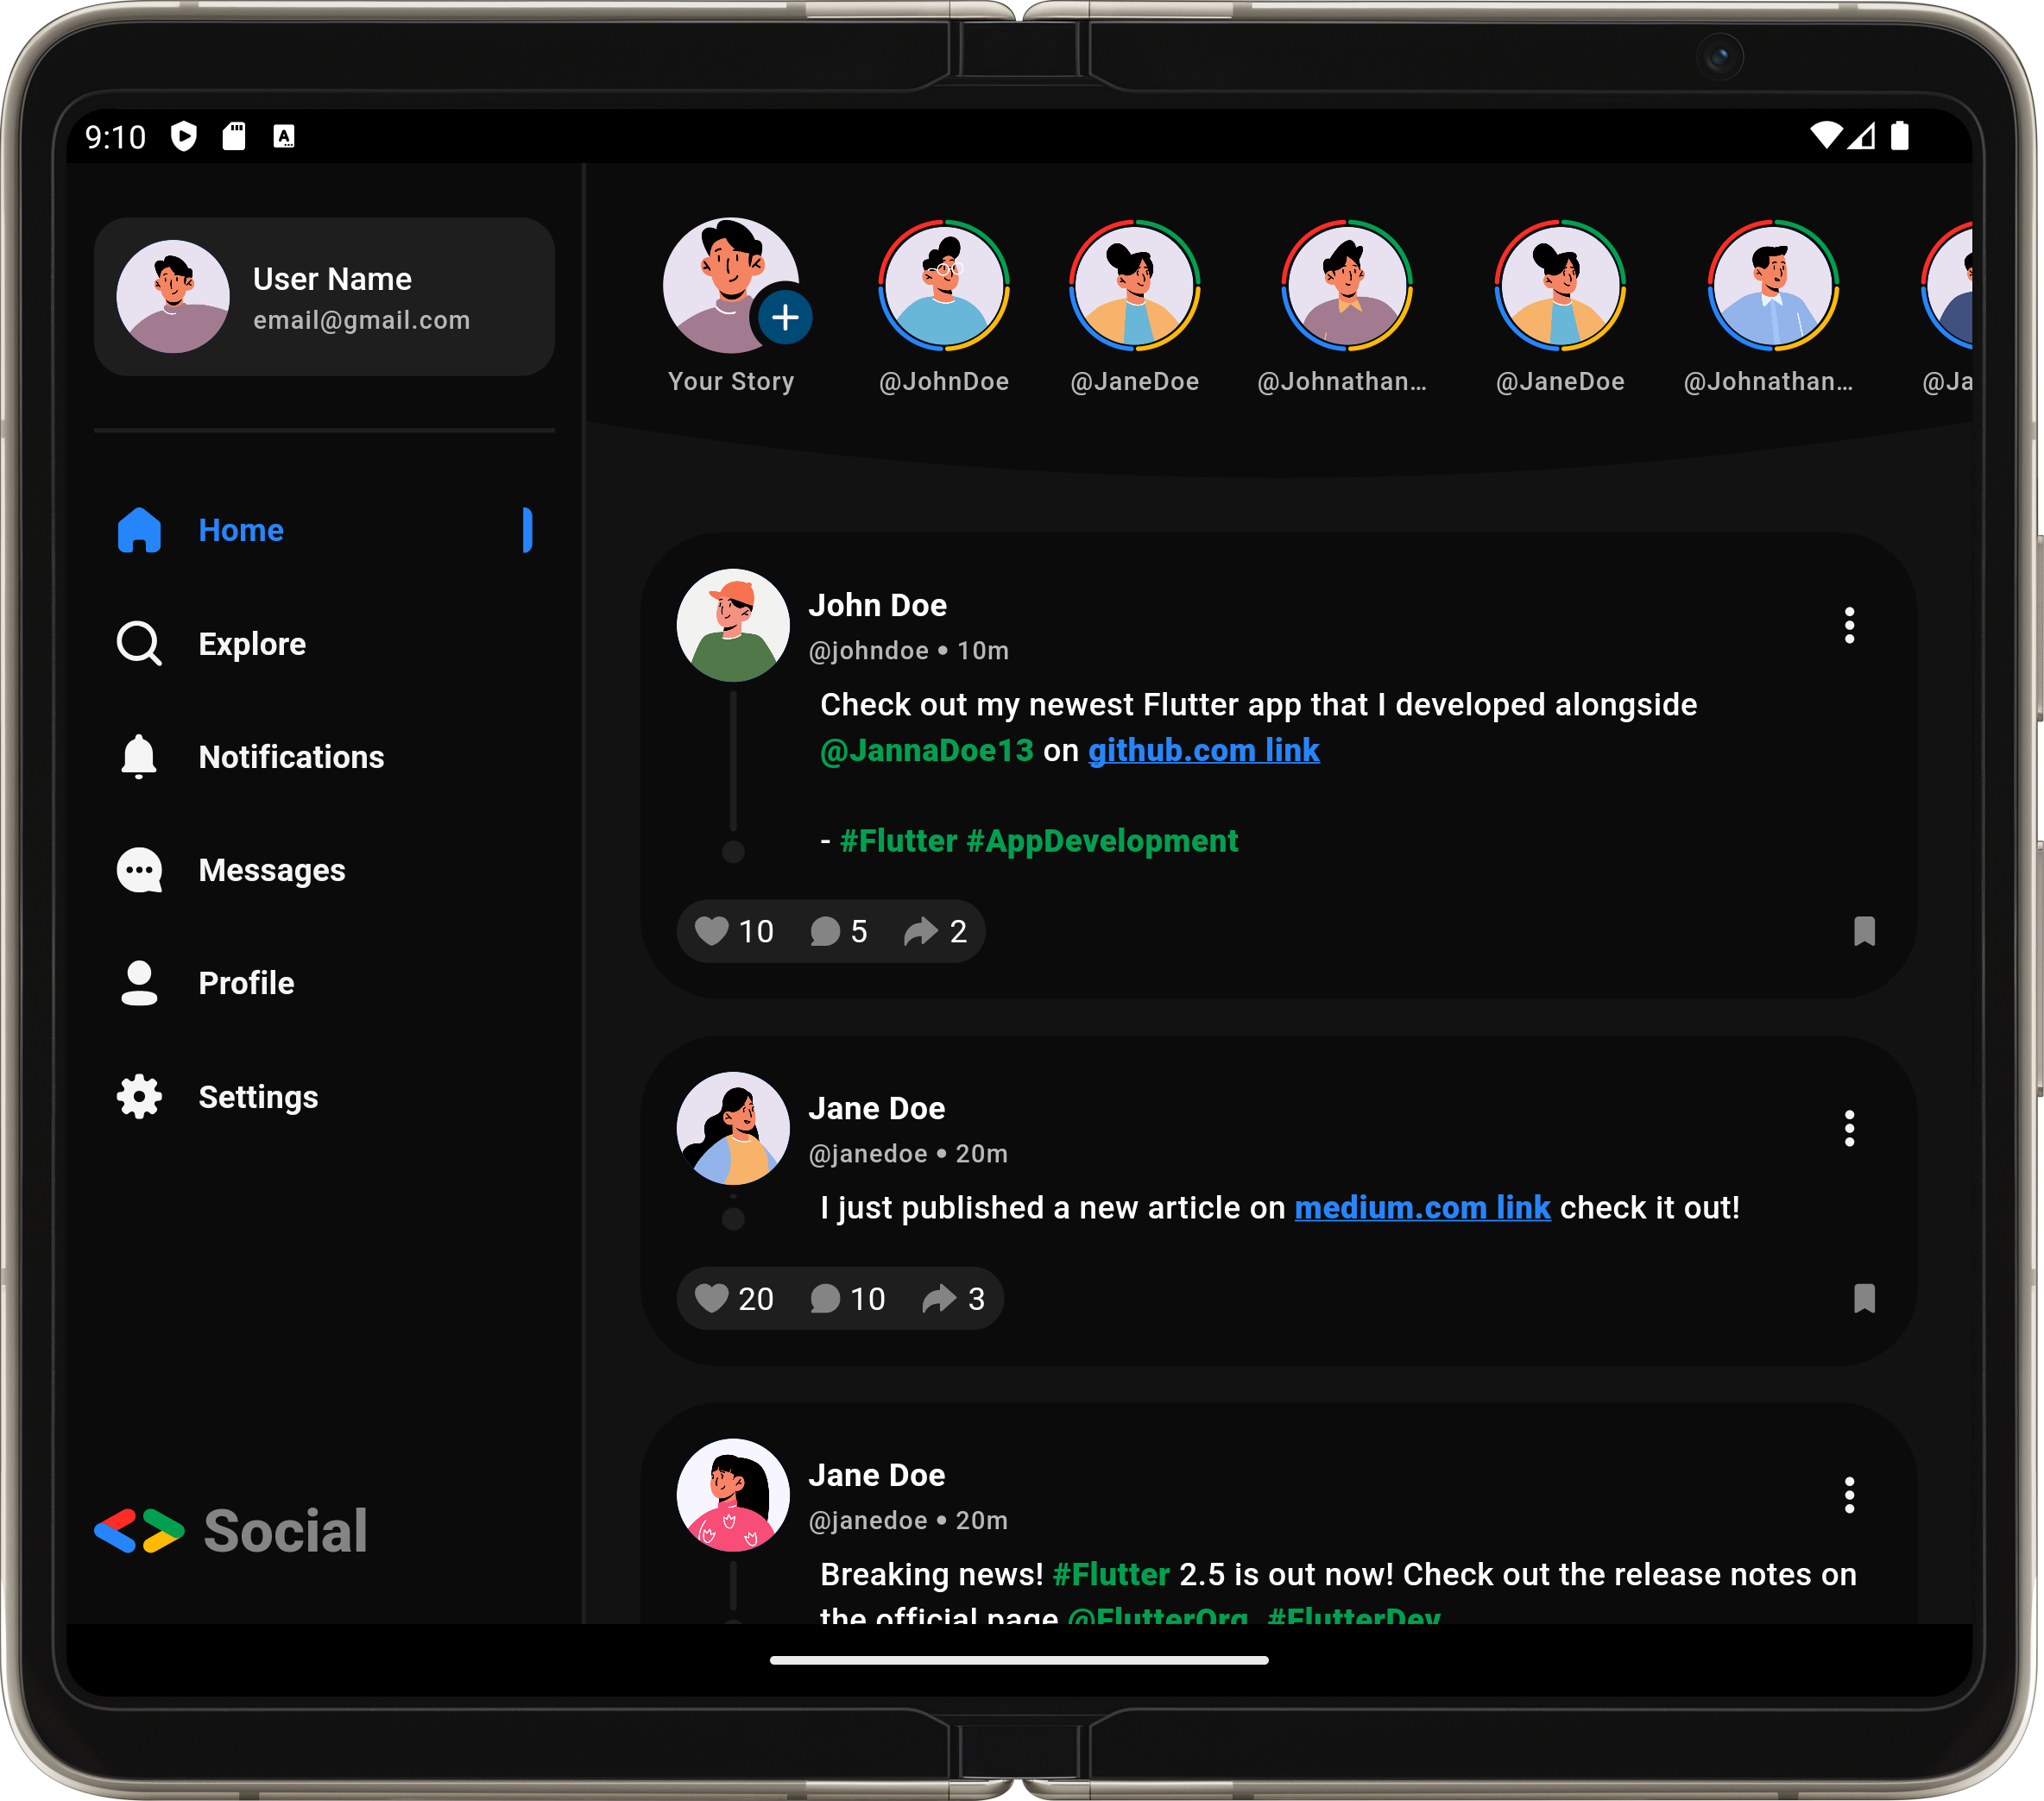 9:10
User Name
email@gmail.com
Home
Explore
Notifications
Messages
Profile
Settings
Social
Your Story
@JohnDoe
@JaneDoe
@Johnathan...
@JaneDoe
@Johnathan...
@Ja
John Doe
@johndoe • 10m
Check out my newest Flutter app that I developed alongside
@JannaDoe13 on github.com link
- #Flutter #AppDevelopment
10 5 2
Jane Doe
@janedoe • 20m
I just published a new article on medium.com link check it out!
20 10 3
Jane Doe
@janedoe • 20m
Breaking news! #Flutter 2.5 is out now! Check out the release notes on
the official page @FlutterOrg #FlutterDev